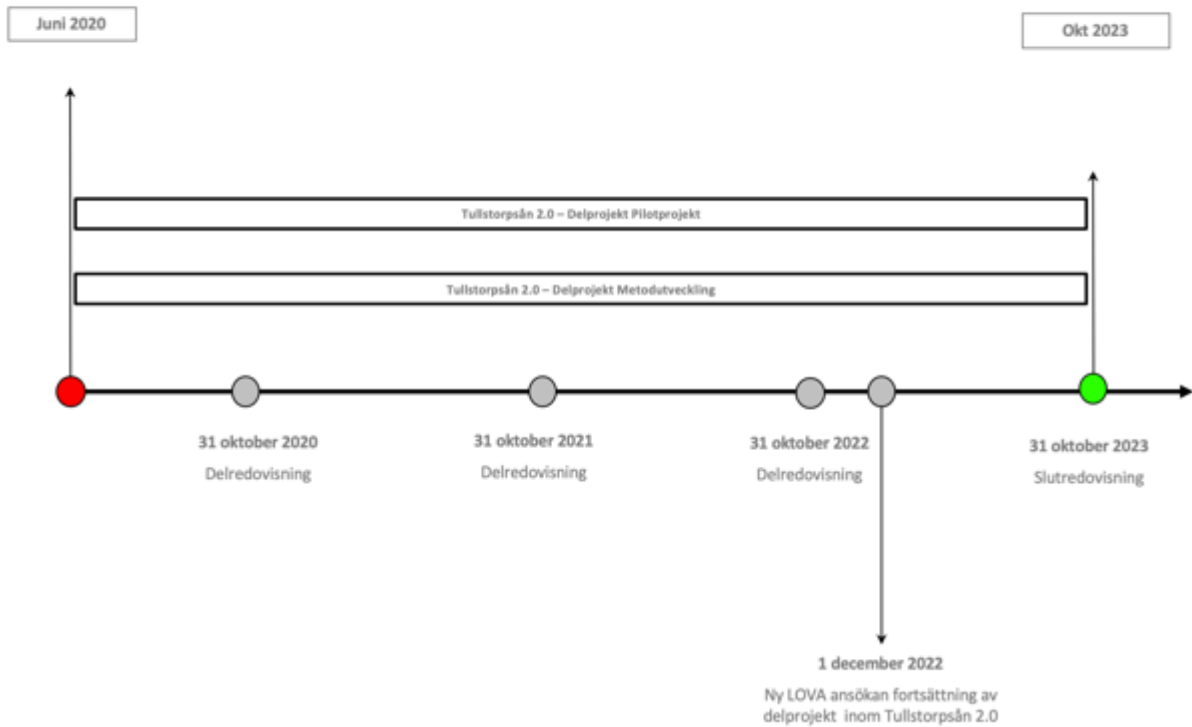 Juni 2020
Okt 2023
Tullstorpsån 2.0 – Delprojekt Pilotprojekt
Tullstorpsån 2.0 – Delprojekt Metodutveckling
31 oktober 2020
Delredovisning
31 oktober 2021
Delredovisning
31 oktober 2022
Delredovisning
31 oktober 2023
Slutredovisning
1 december 2022
Ny LOVA ansökan fortsättning av
delprojekt inom Tullstorpsån 2.0